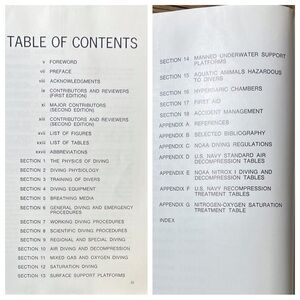 TABLE OF CONTENTS
v FOREWORD
vii PREFACE
viii ACKNOWLEDGMENTS
ix CONTRIBUTORS AND REVIEWERS
(FIRST EDITION)
xi MAJOR CONTRIBUTORS
(SECOND EDITION)
xii CONTRIBUTORS AND REVIEWERS
(SECOND EDITION)
xvii LIST OF FIGURES
LIST OF TABLES
ABBREVIATIONS
SECTION 1 THE PHYSICS OF DIVING
SECTION 2 DIVING PHYSIOLOGY
SECTION 3 TRAINING OF DIVERS
SECTION 4 DIVING EQUIPMENT
SECTION 5 BREATHING MEDIA
SECTION 6 GENERAL DIVING AND EMERGENCY
PROCEDURES
SECTION 7 WORKING DIVING PROCEDURES
SECTION 8 SCIENTIFIC DIVING PROCEDURES
SECTION 9 REGIONAL AND SPECIAL DIVING
SECTION 10 AIR DIVING AND DECOMPRESSION
SECTION 11 MIXED GAS AND OXYGEN DIVING
SECTION 12 SATURATION DIVING
SECTION 13 SURFACE SUPPORT PLATFORMS
SECTION 14 MANNED UNDERWATER SUPPORT
PLATFORMS
SECTION 15 AQUATIC ANIMALS HAZARDOUS
TO DIVERS
SECTION 16 HYPERBARIC CHAMBERS
SECTION 17 FIRST AID
SECTION 18 ACCIDENT MANAGEMENT
APPENDIX A REFERENCES
APPENDIX B SELECTED BIBLIOGRAPHY
APPENDIX C NOAA DIVING REGULATIONS
APPENDIX D U.S. NAVY STANDARD AIR
DECOMPRESSION TABLES
APPENDIX E NOAA NITROX I DIVING AND
DECOMPRESSION TABLES
APPENDIX F U.S. NAVY RECOMPRESSION
TREATMENT TABLES
APPENDIX G NITROGEN-OXYGEN SATURATION
TREATMENT TABLE
INDEX